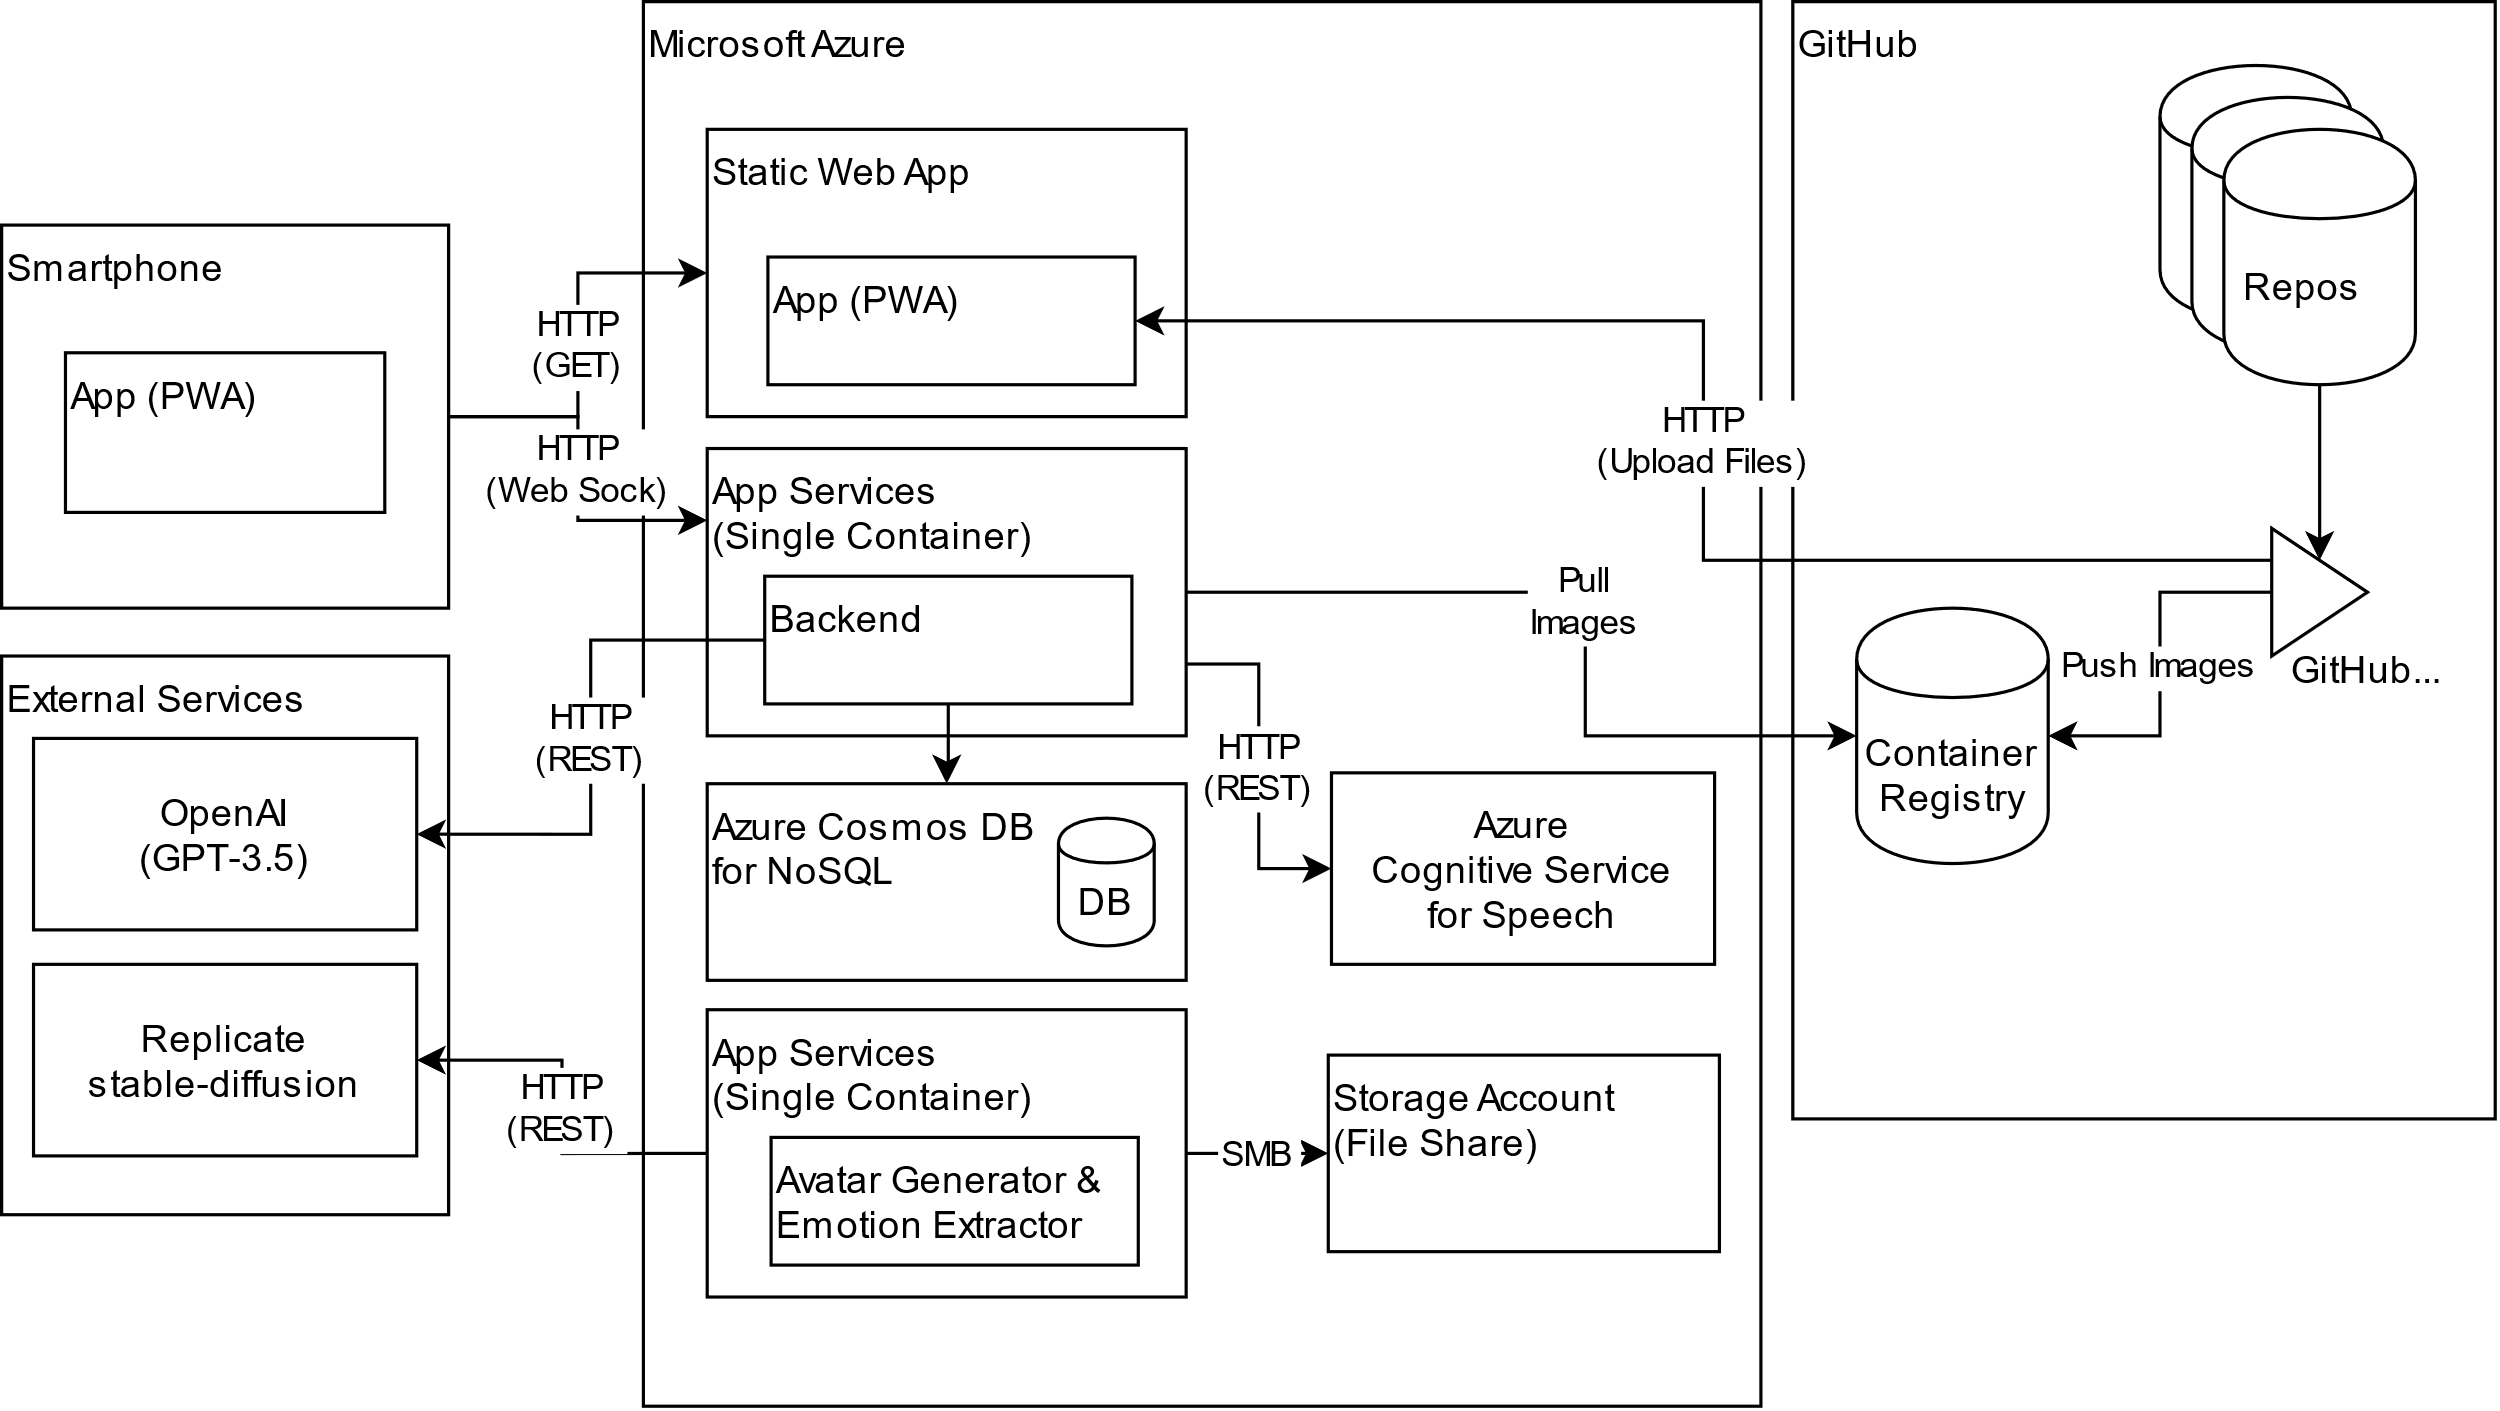 Microsoft Azure
GitHub
Static Web App
App (PWA)
Smartphone
App (PWA)
HTTP
(GET)
HTTP
(Web Sock)
App Services
(Single Container)
Backend
HTTP
(Upload Files)
Repos
Pull
Images
Push Images
GitHub...
Container
Registry
External Services
OpenAI
(GPT-3.5)
HTTP
(REST)
HTTP
(REST)
Azure Cosmos DB
for NoSQL
DB
Azure
Cognitive Service
for Speech
Replicate
stable-diffusion
HTTP
(REST)
App Services
(Single Container)
Avatar Generator &
Emotion Extractor
SMB
Storage Account
(File Share)